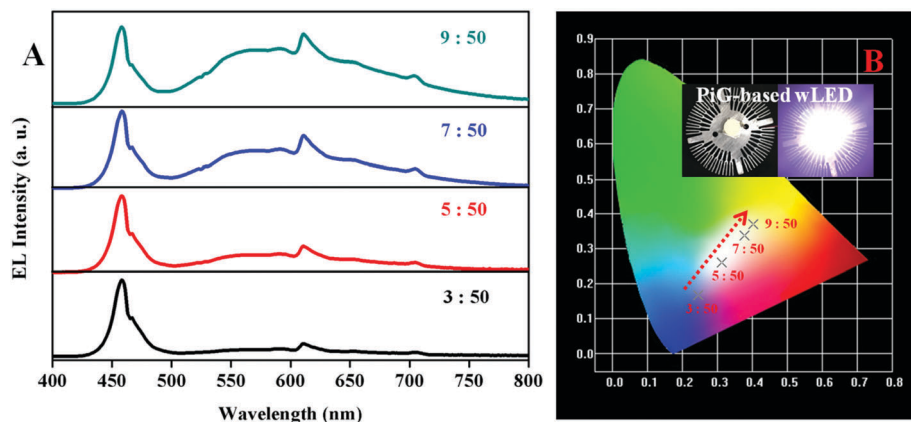 A
9 : 50
7 : 50
5 : 50
3 : 50
EL Intensity (a. u.)
400 450 500 550 600 650 700 750 800
Wavelength (nm)
B
PiG-based wLED
0.9
0.8
0.7
0.6
0.5
0.4
0.3
0.2
0.1
0.0
9 : 50
7 : 50
5 : 50
3 : 50
0.0 0.1 0.2 0.3 0.4 0.5 0.6 0.7 0.8